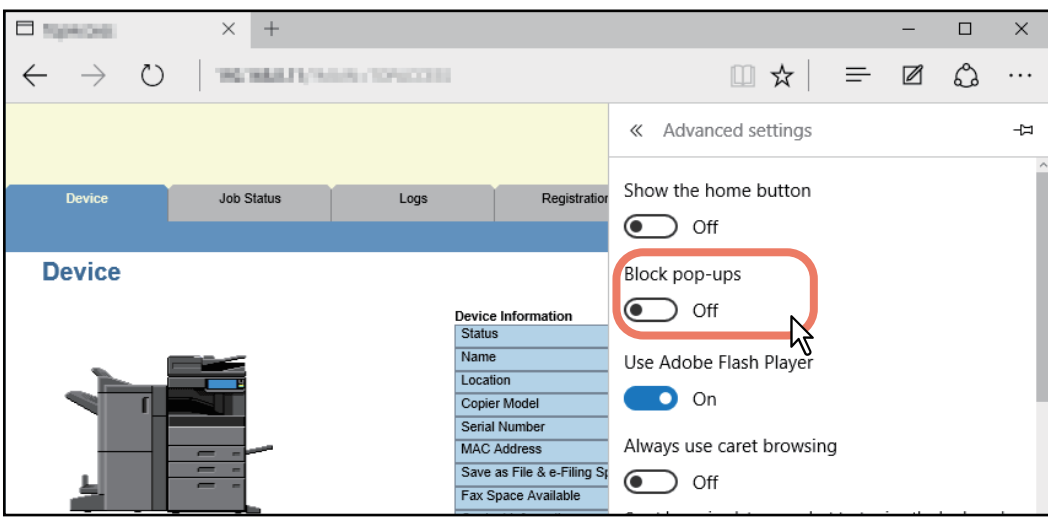 Advanced settings
Device
Job Status
Logs
Show the home button
Off
Device
Block pop-ups
Off
Device Information
Status
Name
Location
Copier Model
Serial Number
MAC Address
Save as File & e-Filing
Fax Space Available
Use Adobe Flash Player
On
Always use caret browsing
Off